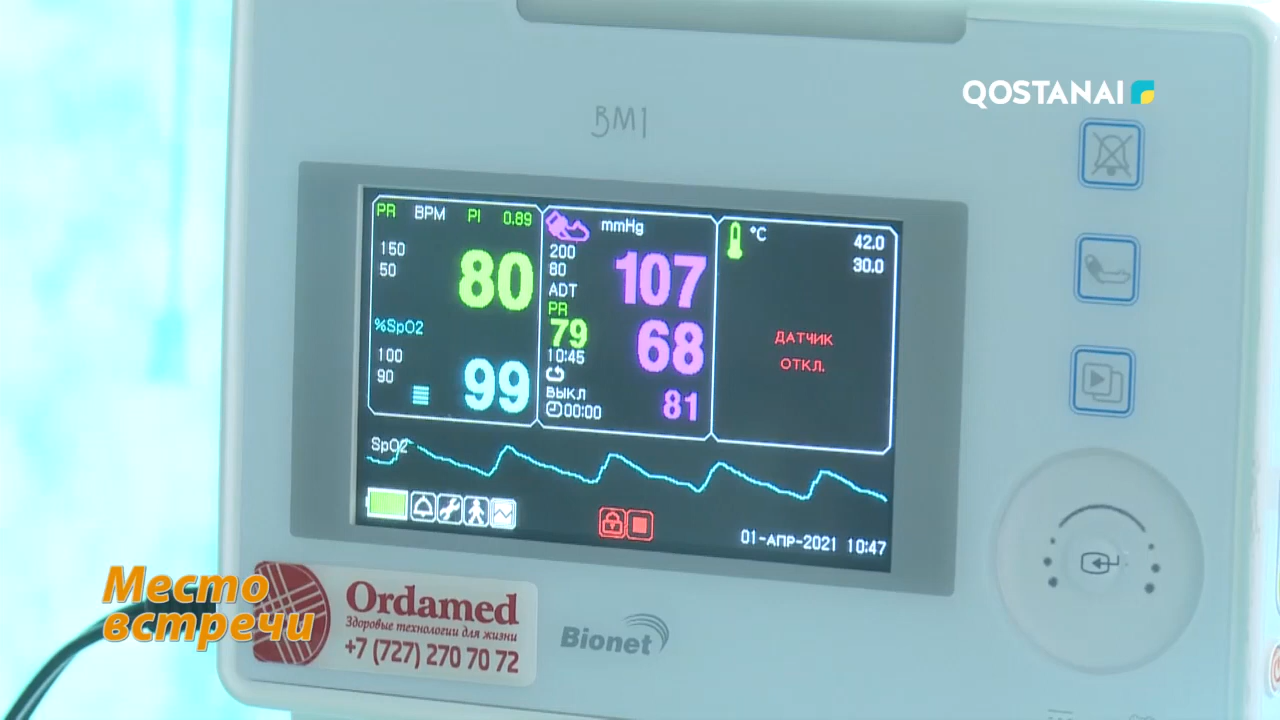 QOSTANAI
BM1
PR BPM PI 0.89
150
50
80
%SpO2
100
90
99
mmHg
200
80
ADT
107
PR
79
68
10:45
ВЫКЛ
00:00
81
°C
42.0
30.0
ДАТЧИК
ОТКЛ.
SpO2
01-АПР-2021 10:47
Место
встречи
Ordamed
Здоровые технологии для жизни
+7 (727) 270 70 72
Bionet